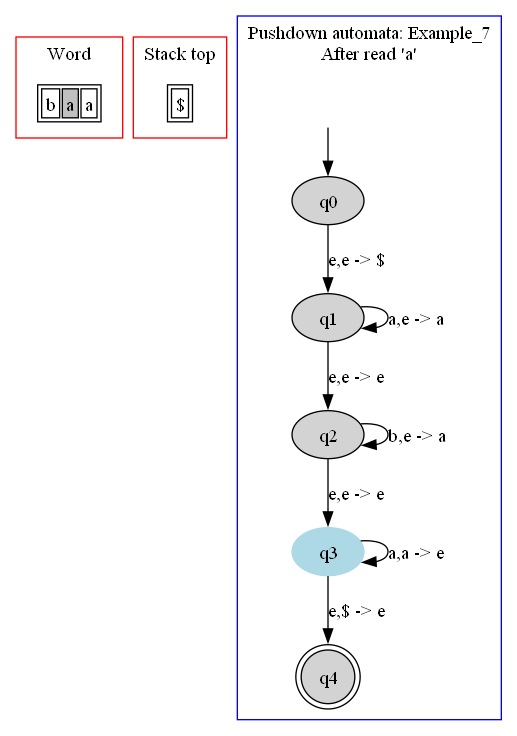 Word
b a a
Stack top
$
Pushdown automata: Example_7
After read 'a'
q0
e,e -> $
q1
a,e -> a
e,e -> e
q2
b,e -> a
e,e -> e
q3
a,a -> e
e,$ -> e
q4